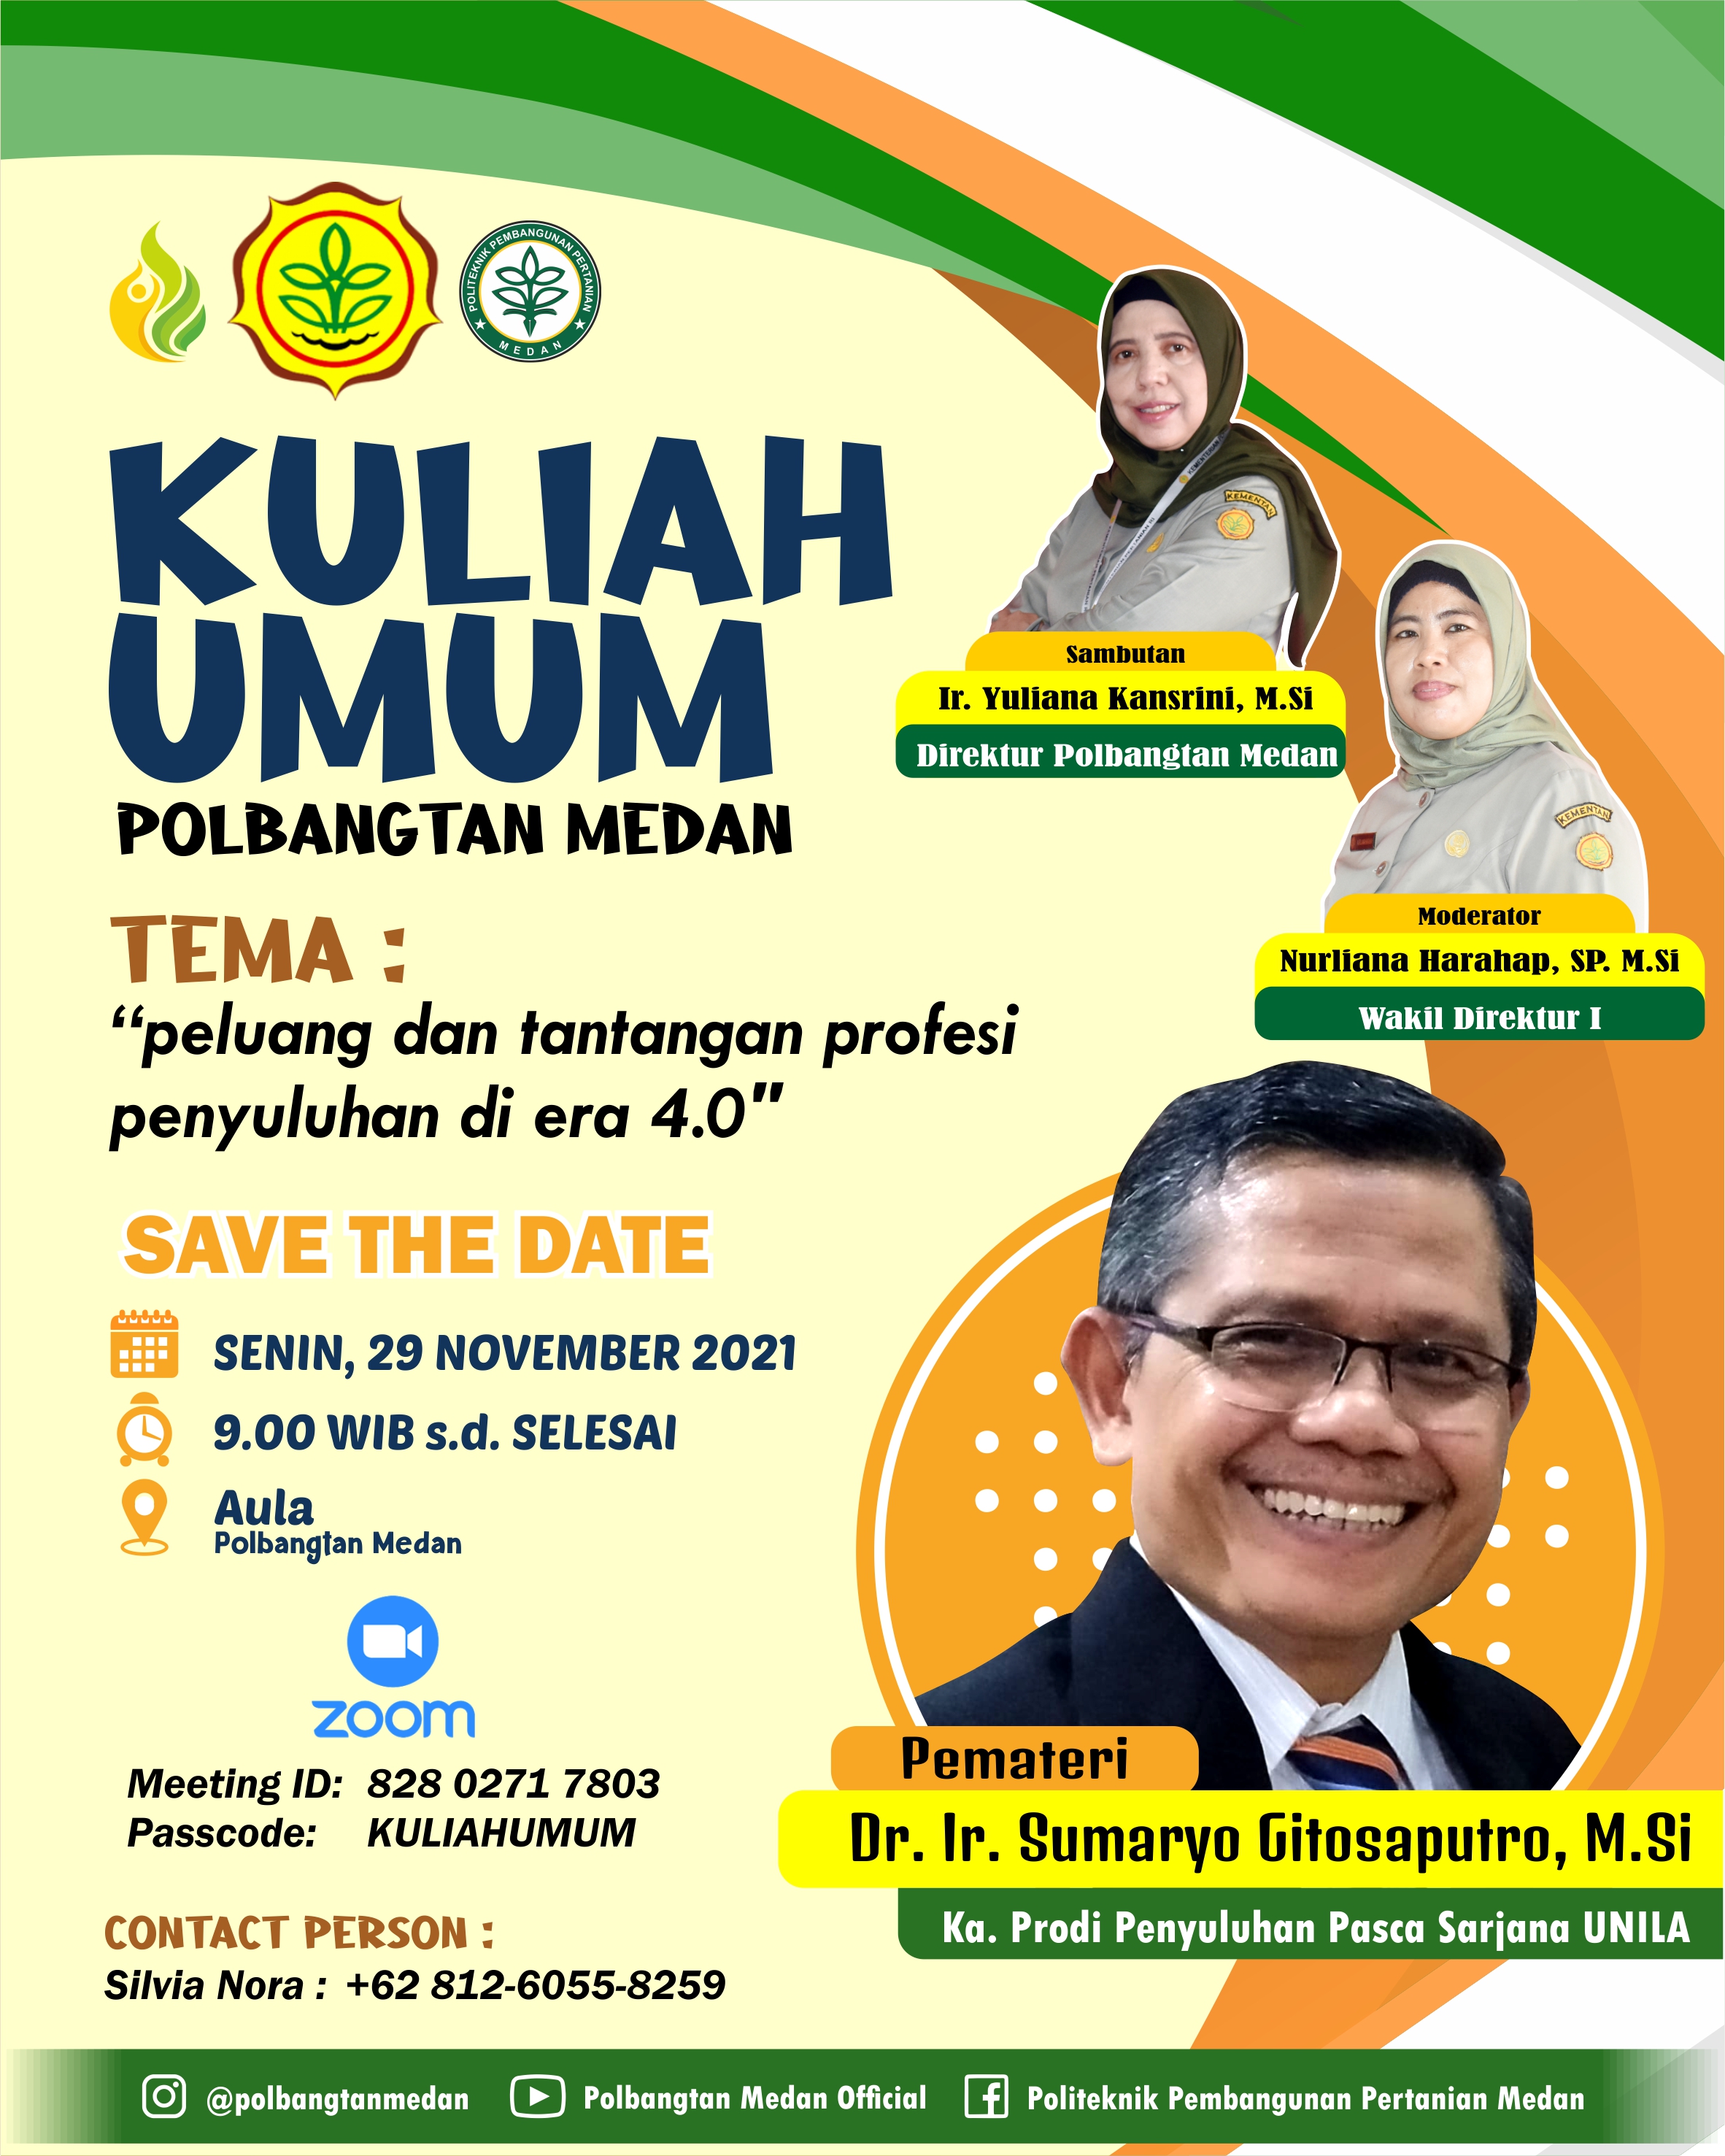 POLITEKNIK PEMBANGUNAN PERTANIAN
MEDAN
KULIAH
UMUM
POLBANGTAN MEDAN
TEMA :
“peluang dan tantangan profesi
penyuluhan di era 4.0"
SAVE THE DATE
SENIN, 29 NOVEMBER 2021
9.00 WIB s.d. SELESAI
Aula
Polbangtan Medan
zoom
Meeting ID: 828 0271 7803
Passcode: KULIAHUMUM
CONTACT PERSON :
Silvia Nora : +62 812-6055-8259
KEMENTAN
Sambutan
Ir. Yuliana Kansrini, M.Si
Direktur Polbangtan Medan
KEMENTAN
Moderator
Nurliana Harahap, SP. M.Si
Wakil Direktur I
Pemateri
Dr. Ir. Sumaryo Gitosaputro, M.Si
Ka. Prodi Penyuluhan Pasca Sarjana UNILA
@polbangtanmedan
Polbangtan Medan Official
Politeknik Pembangunan Pertanian Medan